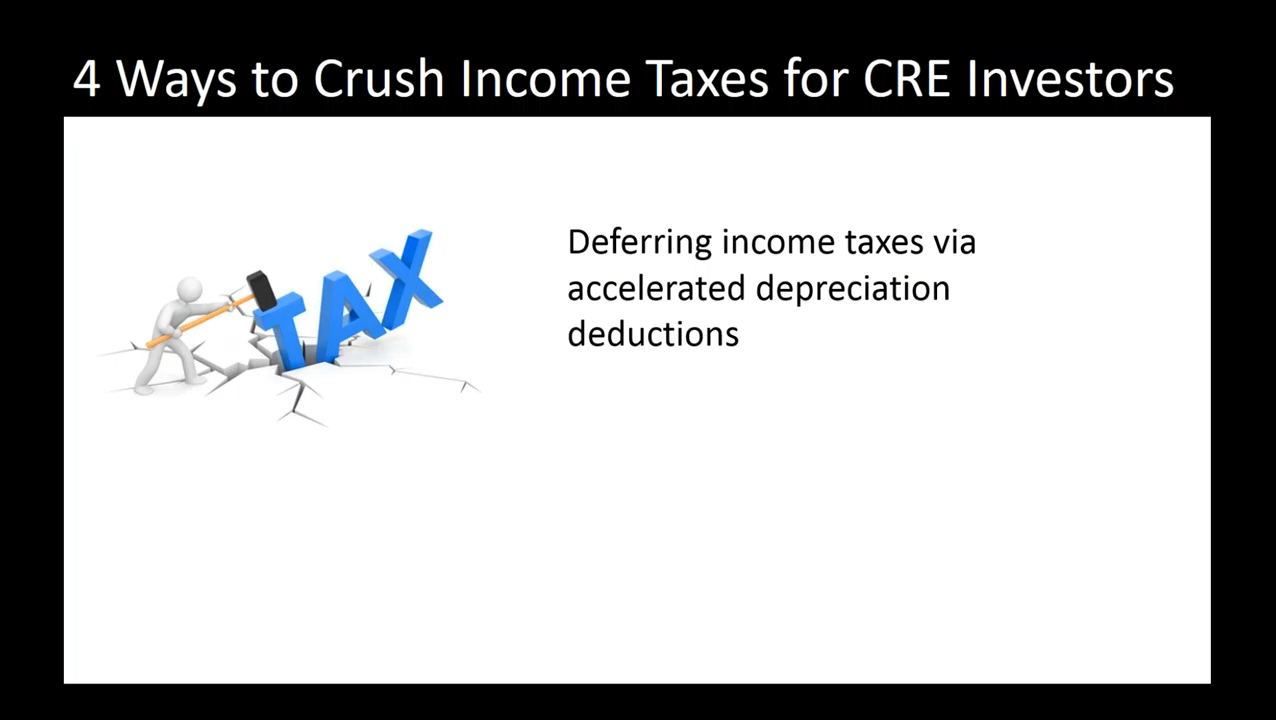 4 Ways to Crush Income Taxes for CRE Investors
TAX
Deferring income taxes via
accelerated depreciation
deductions